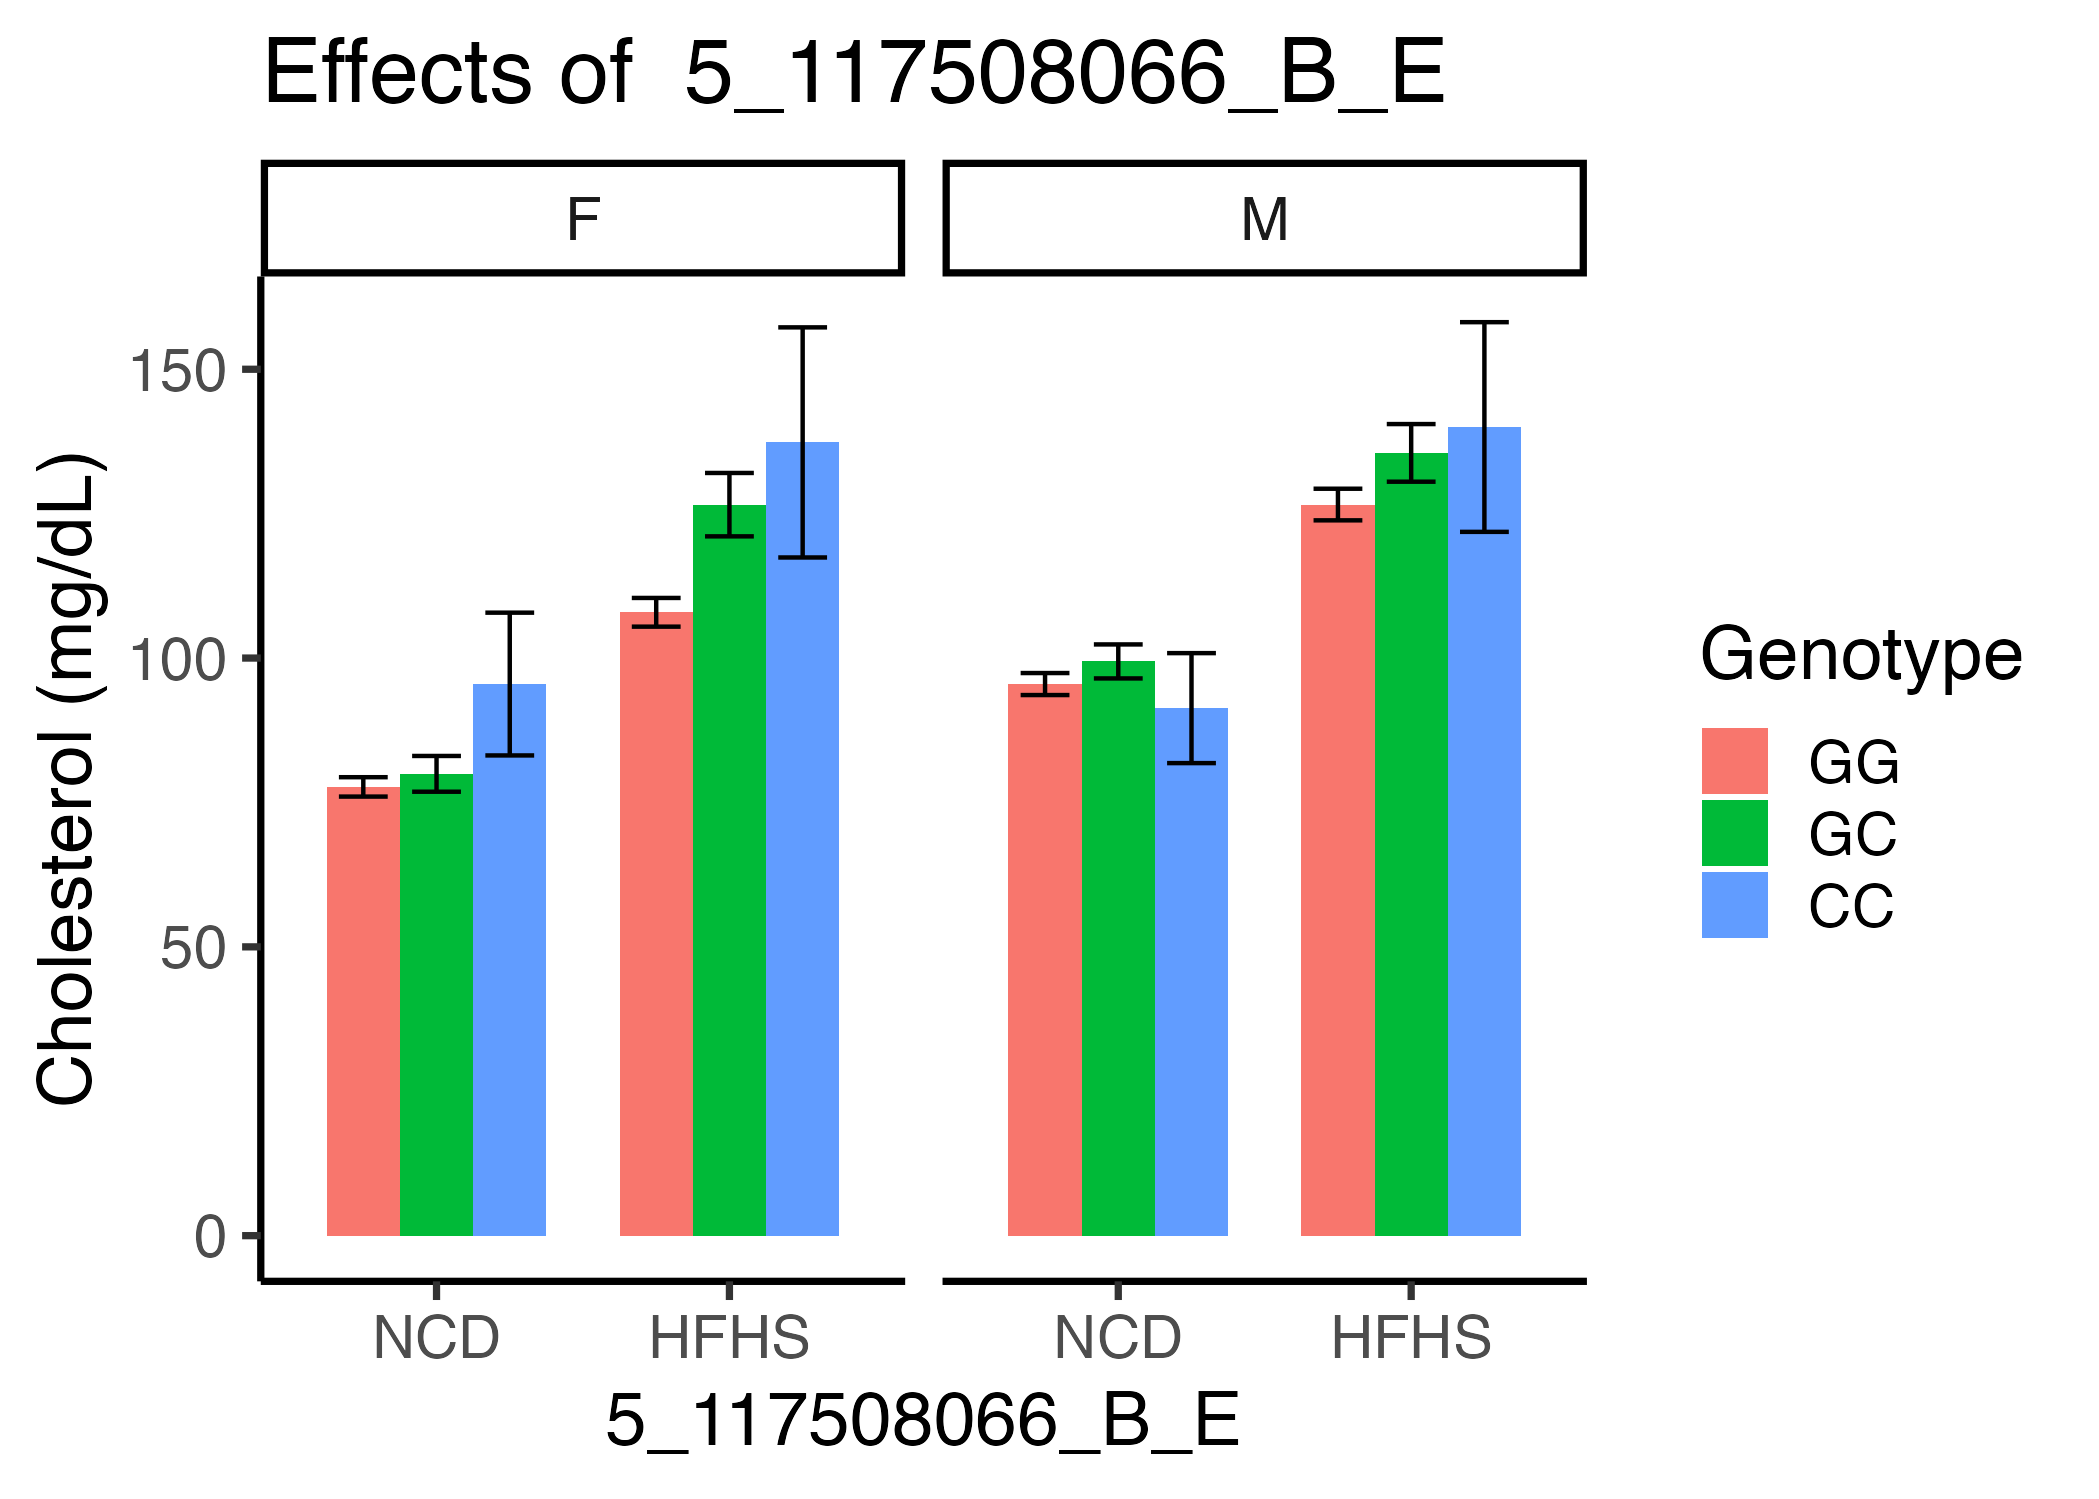 Effects of  5_117508066_B_E
F
M
150
100
50
0
Cholesterol (mg/dL)
NCD
HFHS
NCD
HFHS
5_117508066_B_E
Genotype
GG
GC
CC